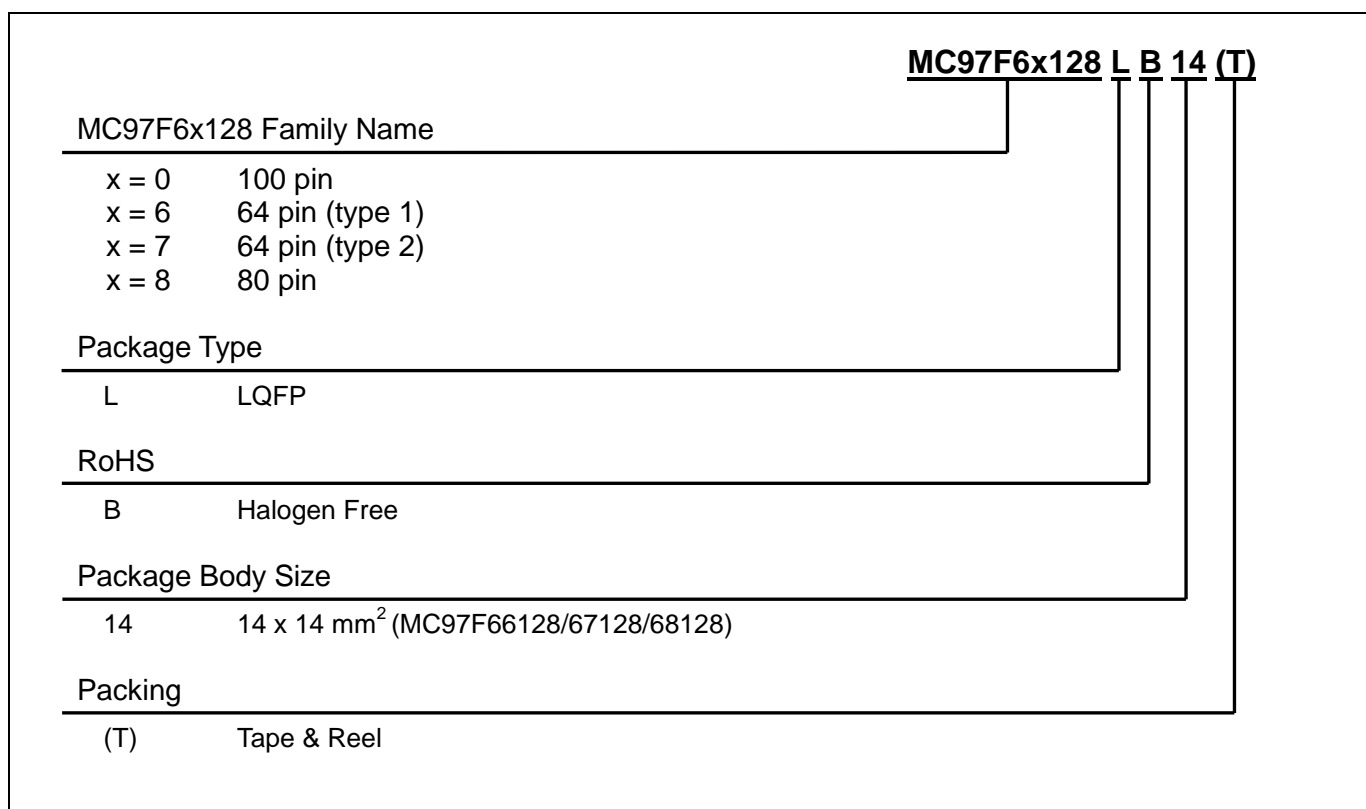 MC97F6x128 L B 14 (T)
MC97F6x128 Family Name
x = 0 100 pin
x = 6 64 pin (type 1)
x = 7 64 pin (type 2)
x = 8 80 pin
Package Type
L LQFP
RoHS
B Halogen Free
Package Body Size
14 14 x 14 mm² (MC97F66128/67128/68128)
Packing
(T) Tape & Reel